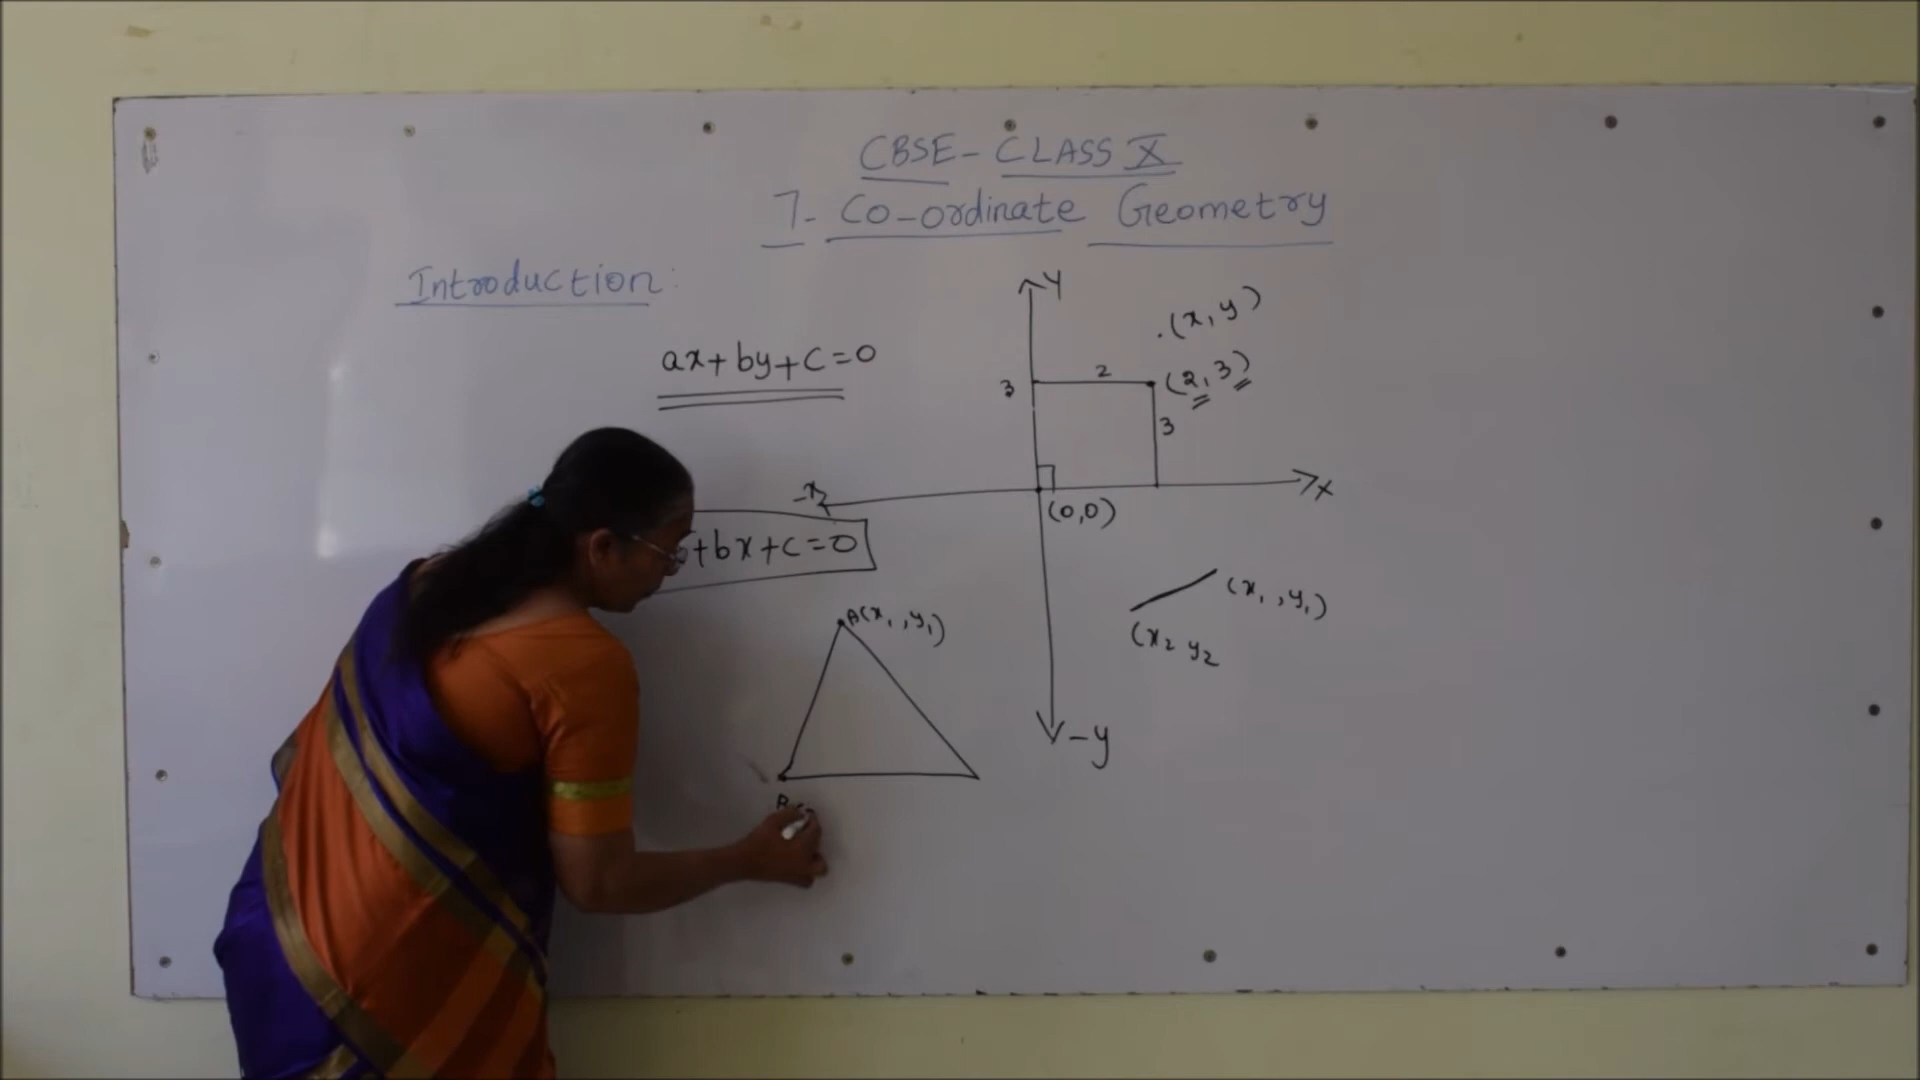 CBSE - CLASS X
7- Co-ordinate Geometry
Introduction:
Y
.(x, y)
ax+by+c=0
2
3
(2, 3)
3
-x
x
(0,0)
+bx+c=0
(x₁, y₁)
(x₂ y₂
A(x₁, y₁)
-y
B(